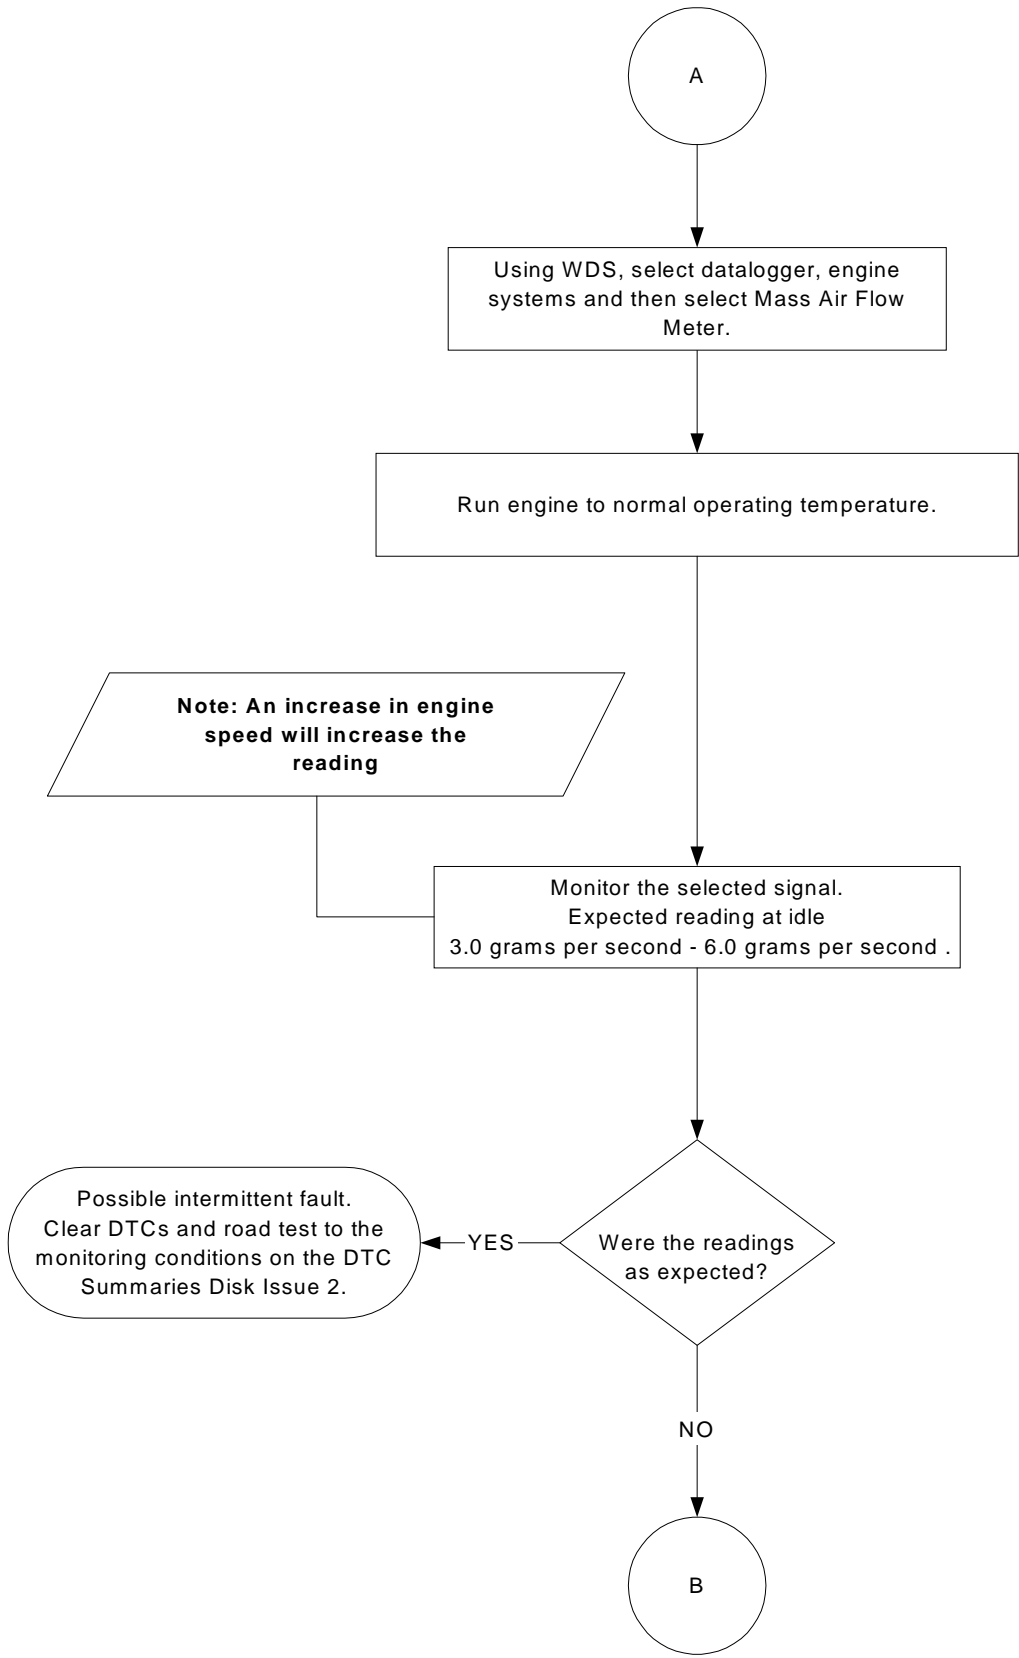 A
Using WDS, select datalogger, engine
systems and then select Mass Air Flow
Meter.
Run engine to normal operating temperature.
Note: An increase in engine
speed will increase the
reading
Monitor the selected signal.
Expected reading at idle
3.0 grams per second - 6.0 grams per second .
Possible intermittent fault.
Clear DTCs and road test to the
monitoring conditions on the DTC
Summaries Disk Issue 2.
YES
Were the readings
as expected?
NO
B